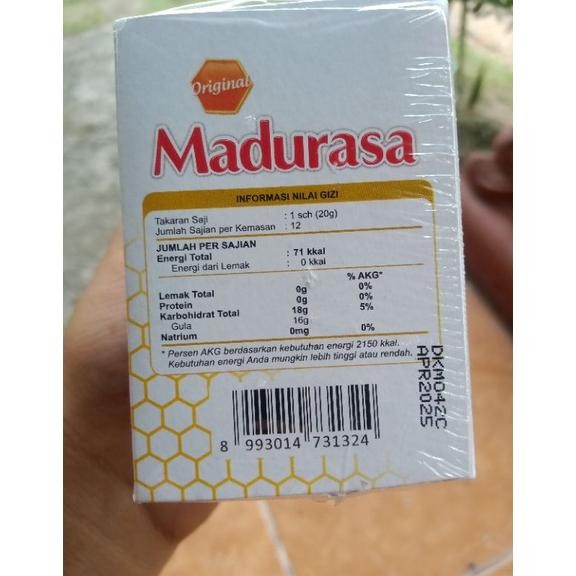 Original
Madurasa
INFORMASI NILAI GIZI
Takaran Saji : 1 sch (20g)
Jumlah Sajian per Kemasan : 12
JUMLAH PER SAJIAN
Energi Total : 71 kkal
Energi dari Lemak : 0 kkal
% AKG*
Lemak Total 0g 0%
Protein 0g 0%
Karbohidrat Total 18g 5%
Gula 16g
Natrium 0mg 0%
* Persen AKG berdasarkan kebutuhan energi 2150 kkal.
Kebutuhan energi Anda mungkin lebih tinggi atau rendah.
8 993014 731324
DKM042C
APR2025